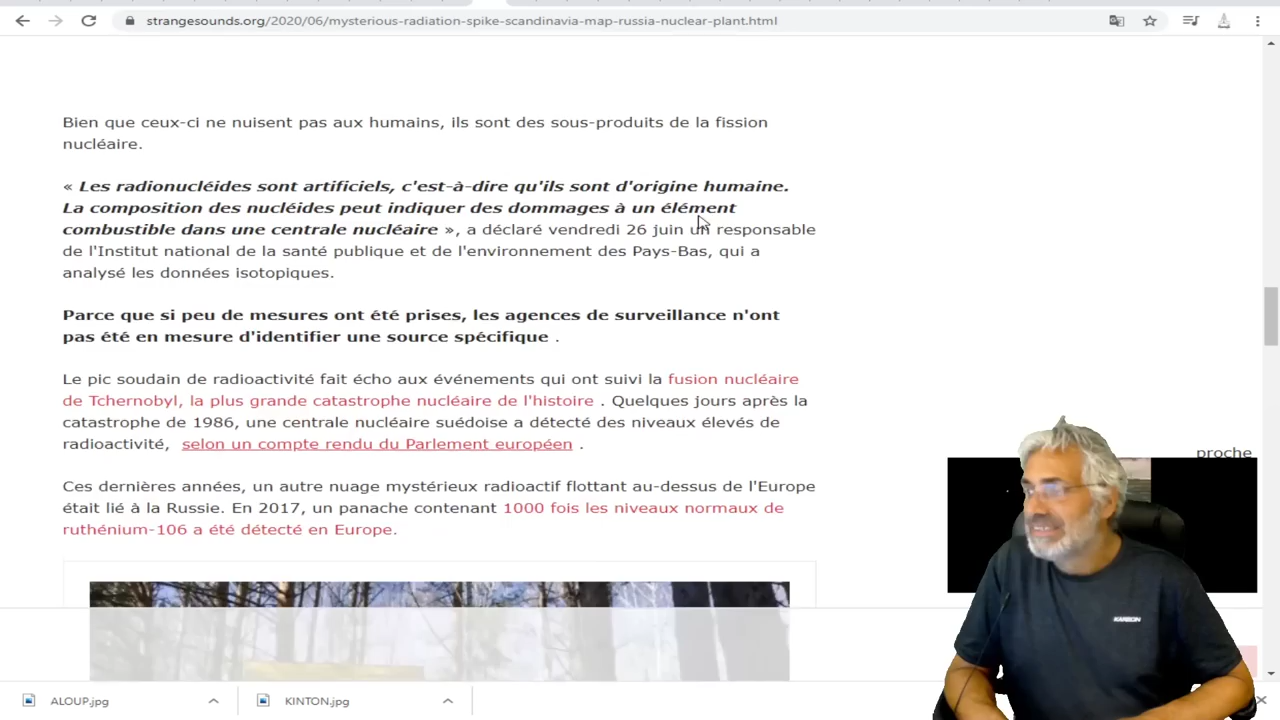 strangesounds.org/2020/06/mysterious-radiation-spike-scandinavia-map-russia-nuclear-plant.html
Bien que ceux-ci ne nuisent pas aux humains, ils sont des sous-produits de la fission
nucléaire.
« Les radionucléides sont artificiels, c'est-à-dire qu'ils sont d'origine humaine.
La composition des nucléides peut indiquer des dommages à un élément
combustible dans une centrale nucléaire », a déclaré vendredi 26 juin un responsable
de l'Institut national de la santé publique et de l'environnement des Pays-Bas, qui a
analysé les données isotopiques.
Parce que si peu de mesures ont été prises, les agences de surveillance n'ont
pas été en mesure d'identifier une source spécifique .
Le pic soudain de radioactivité fait écho aux événements qui ont suivi la fusion nucléaire
de Tchernobyl, la plus grande catastrophe nucléaire de l'histoire . Quelques jours après la
catastrophe de 1986, une centrale nucléaire suédoise a détecté des niveaux élevés de
radioactivité, selon un compte rendu du Parlement européen .
proche
Ces dernières années, un autre nuage mystérieux radioactif flottant au-dessus de l'Europe
était lié à la Russie. En 2017, un panache contenant 1000 fois les niveaux normaux de
ruthénium-106 a été détecté en Europe.
KARBON
ALOUP.jpg
KINTON.jpg